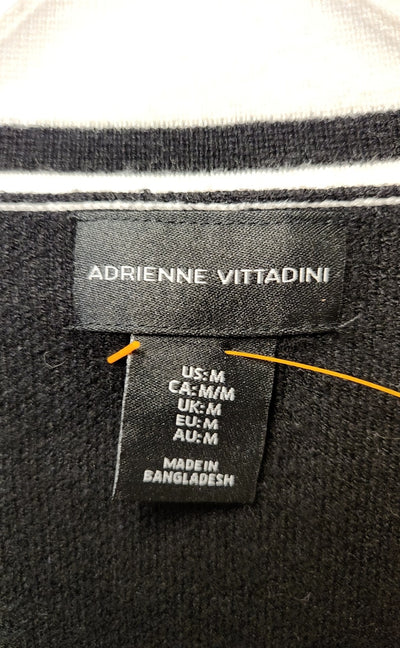 ADRIENNE VITTADINI
US:M
CA:M/M
UK:M
EU:M
AU:M
MADE IN
BANGLADESH